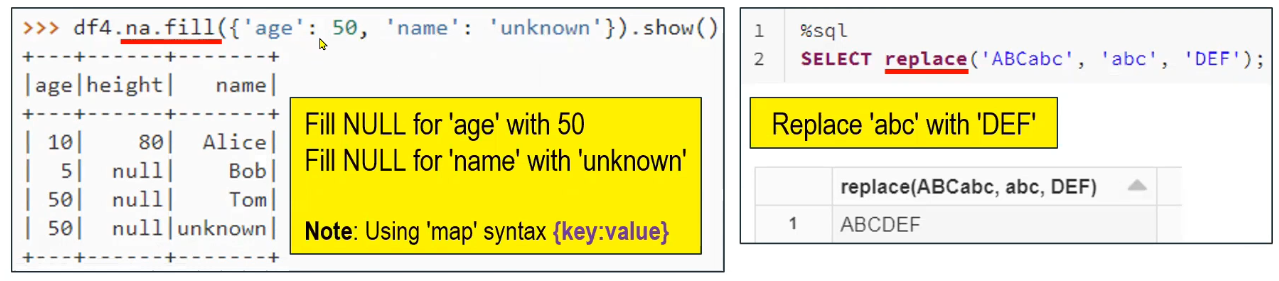 >>> df4.na.fill({'age': 50, 'name': 'unknown'}).show()
+---+------+-------+
|age|height|   name|
+---+------+-------+
| 10|    80|  Alice|
|  5|  null|    Bob|
| 50|  null|    Tom|
| 50|  null|unknown|
+---+------+-------+
Fill NULL for 'age' with 50
Fill NULL for 'name' with 'unknown'
Note: Using 'map' syntax {key:value}
1 %sql
2 SELECT replace('ABCabc', 'abc', 'DEF');
Replace 'abc' with 'DEF'
replace(ABCabc, abc, DEF)
1 ABCDEF